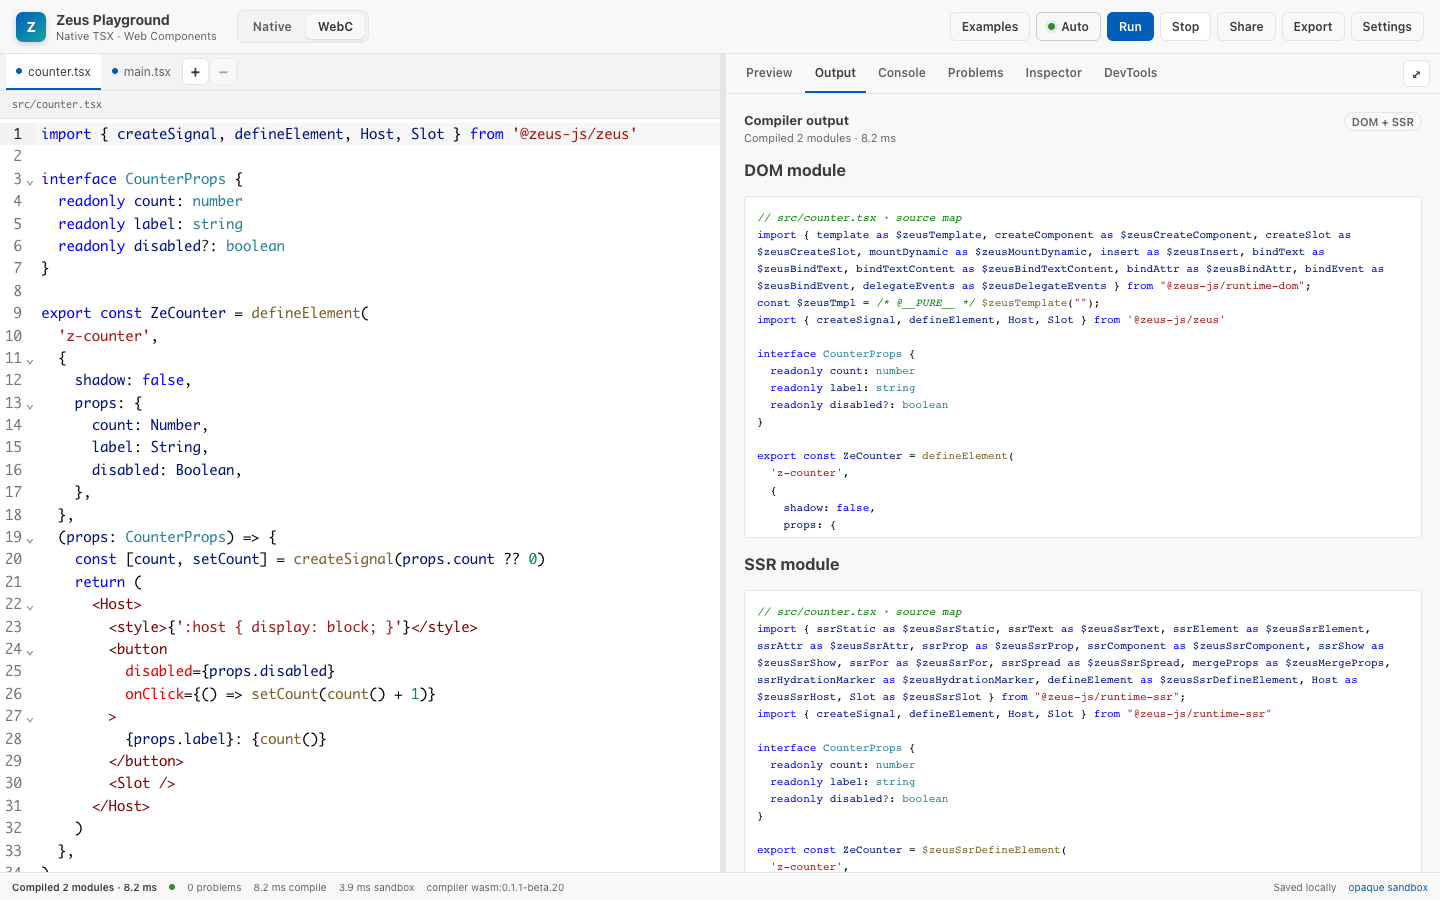 Z
Zeus Playground
Native TSX · Web Components
Native WebC
Examples Auto Run Stop Share Export Settings
counter.tsx main.tsx + −
src/counter.tsx
1 import { createSignal, defineElement, Host, Slot } from '@zeus-js/zeus'
2
3 interface CounterProps {
4 readonly count: number
5 readonly label: string
6 readonly disabled?: boolean
7 }
8
9 export const ZeCounter = defineElement(
10 'z-counter',
11 {
12 shadow: false,
13 props: {
14 count: Number,
15 label: String,
16 disabled: Boolean,
17 },
18 },
19 (props: CounterProps) => {
20 const [count, setCount] = createSignal(props.count ?? 0)
21 return (
22 <Host>
23 <style>{':host { display: block; }'}</style>
24 <button
25 disabled={props.disabled}
26 onClick={() => setCount(count() + 1)}
27 >
28 {props.label}: {count()}
29 </button>
30 <Slot />
31 </Host>
32 )
33 },
34 )
Preview Output Console Problems Inspector DevTools
Compiler output
Compiled 2 modules · 8.2 ms
DOM + SSR
DOM module
// src/counter.tsx · source map
import { template as $zeusTemplate, createComponent as $zeusCreateComponent, createSlot as
$zeusCreateSlot, mountDynamic as $zeusMountDynamic, insert as $zeusInsert, bindText as
$zeusBindText, bindTextContent as $zeusBindTextContent, bindAttr as $zeusBindAttr, bindEvent as
$zeusBindEvent, delegateEvents as $zeusDelegateEvents } from "@zeus-js/runtime-dom";
const $zeusTmpl = /* @__PURE__ */ $zeusTemplate("");
import { createSignal, defineElement, Host, Slot } from '@zeus-js/zeus'
interface CounterProps {
readonly count: number
readonly label: string
readonly disabled?: boolean
}
export const ZeCounter = defineElement(
'z-counter',
{
shadow: false,
props: {
SSR module
// src/counter.tsx · source map
import { ssrStatic as $zeusSsrStatic, ssrText as $zeusSsrText, ssrElement as $zeusSsrElement,
ssrAttr as $zeusSsrAttr, ssrProp as $zeusSsrProp, ssrComponent as $zeusSsrComponent, ssrShow as
$zeusSsrShow, ssrFor as $zeusSsrFor, ssrSpread as $zeusSsrSpread, mergeProps as $zeusMergeProps,
ssrHydrationMarker as $zeusHydrationMarker, defineElement as $zeusSsrDefineElement, Host as
$zeusSsrHost, Slot as $zeusSsrSlot } from "@zeus-js/runtime-ssr";
import { createSignal, defineElement, Host, Slot } from "@zeus-js/runtime-ssr"
interface CounterProps {
readonly count: number
readonly label: string
readonly disabled?: boolean
}
export const ZeCounter = $zeusSsrDefineElement(
'z-counter',
Compiled 2 modules · 8.2 ms 0 problems 8.2 ms compile 3.9 ms sandbox compiler wasm:0.1.1-beta.20
Saved locally opaque sandbox